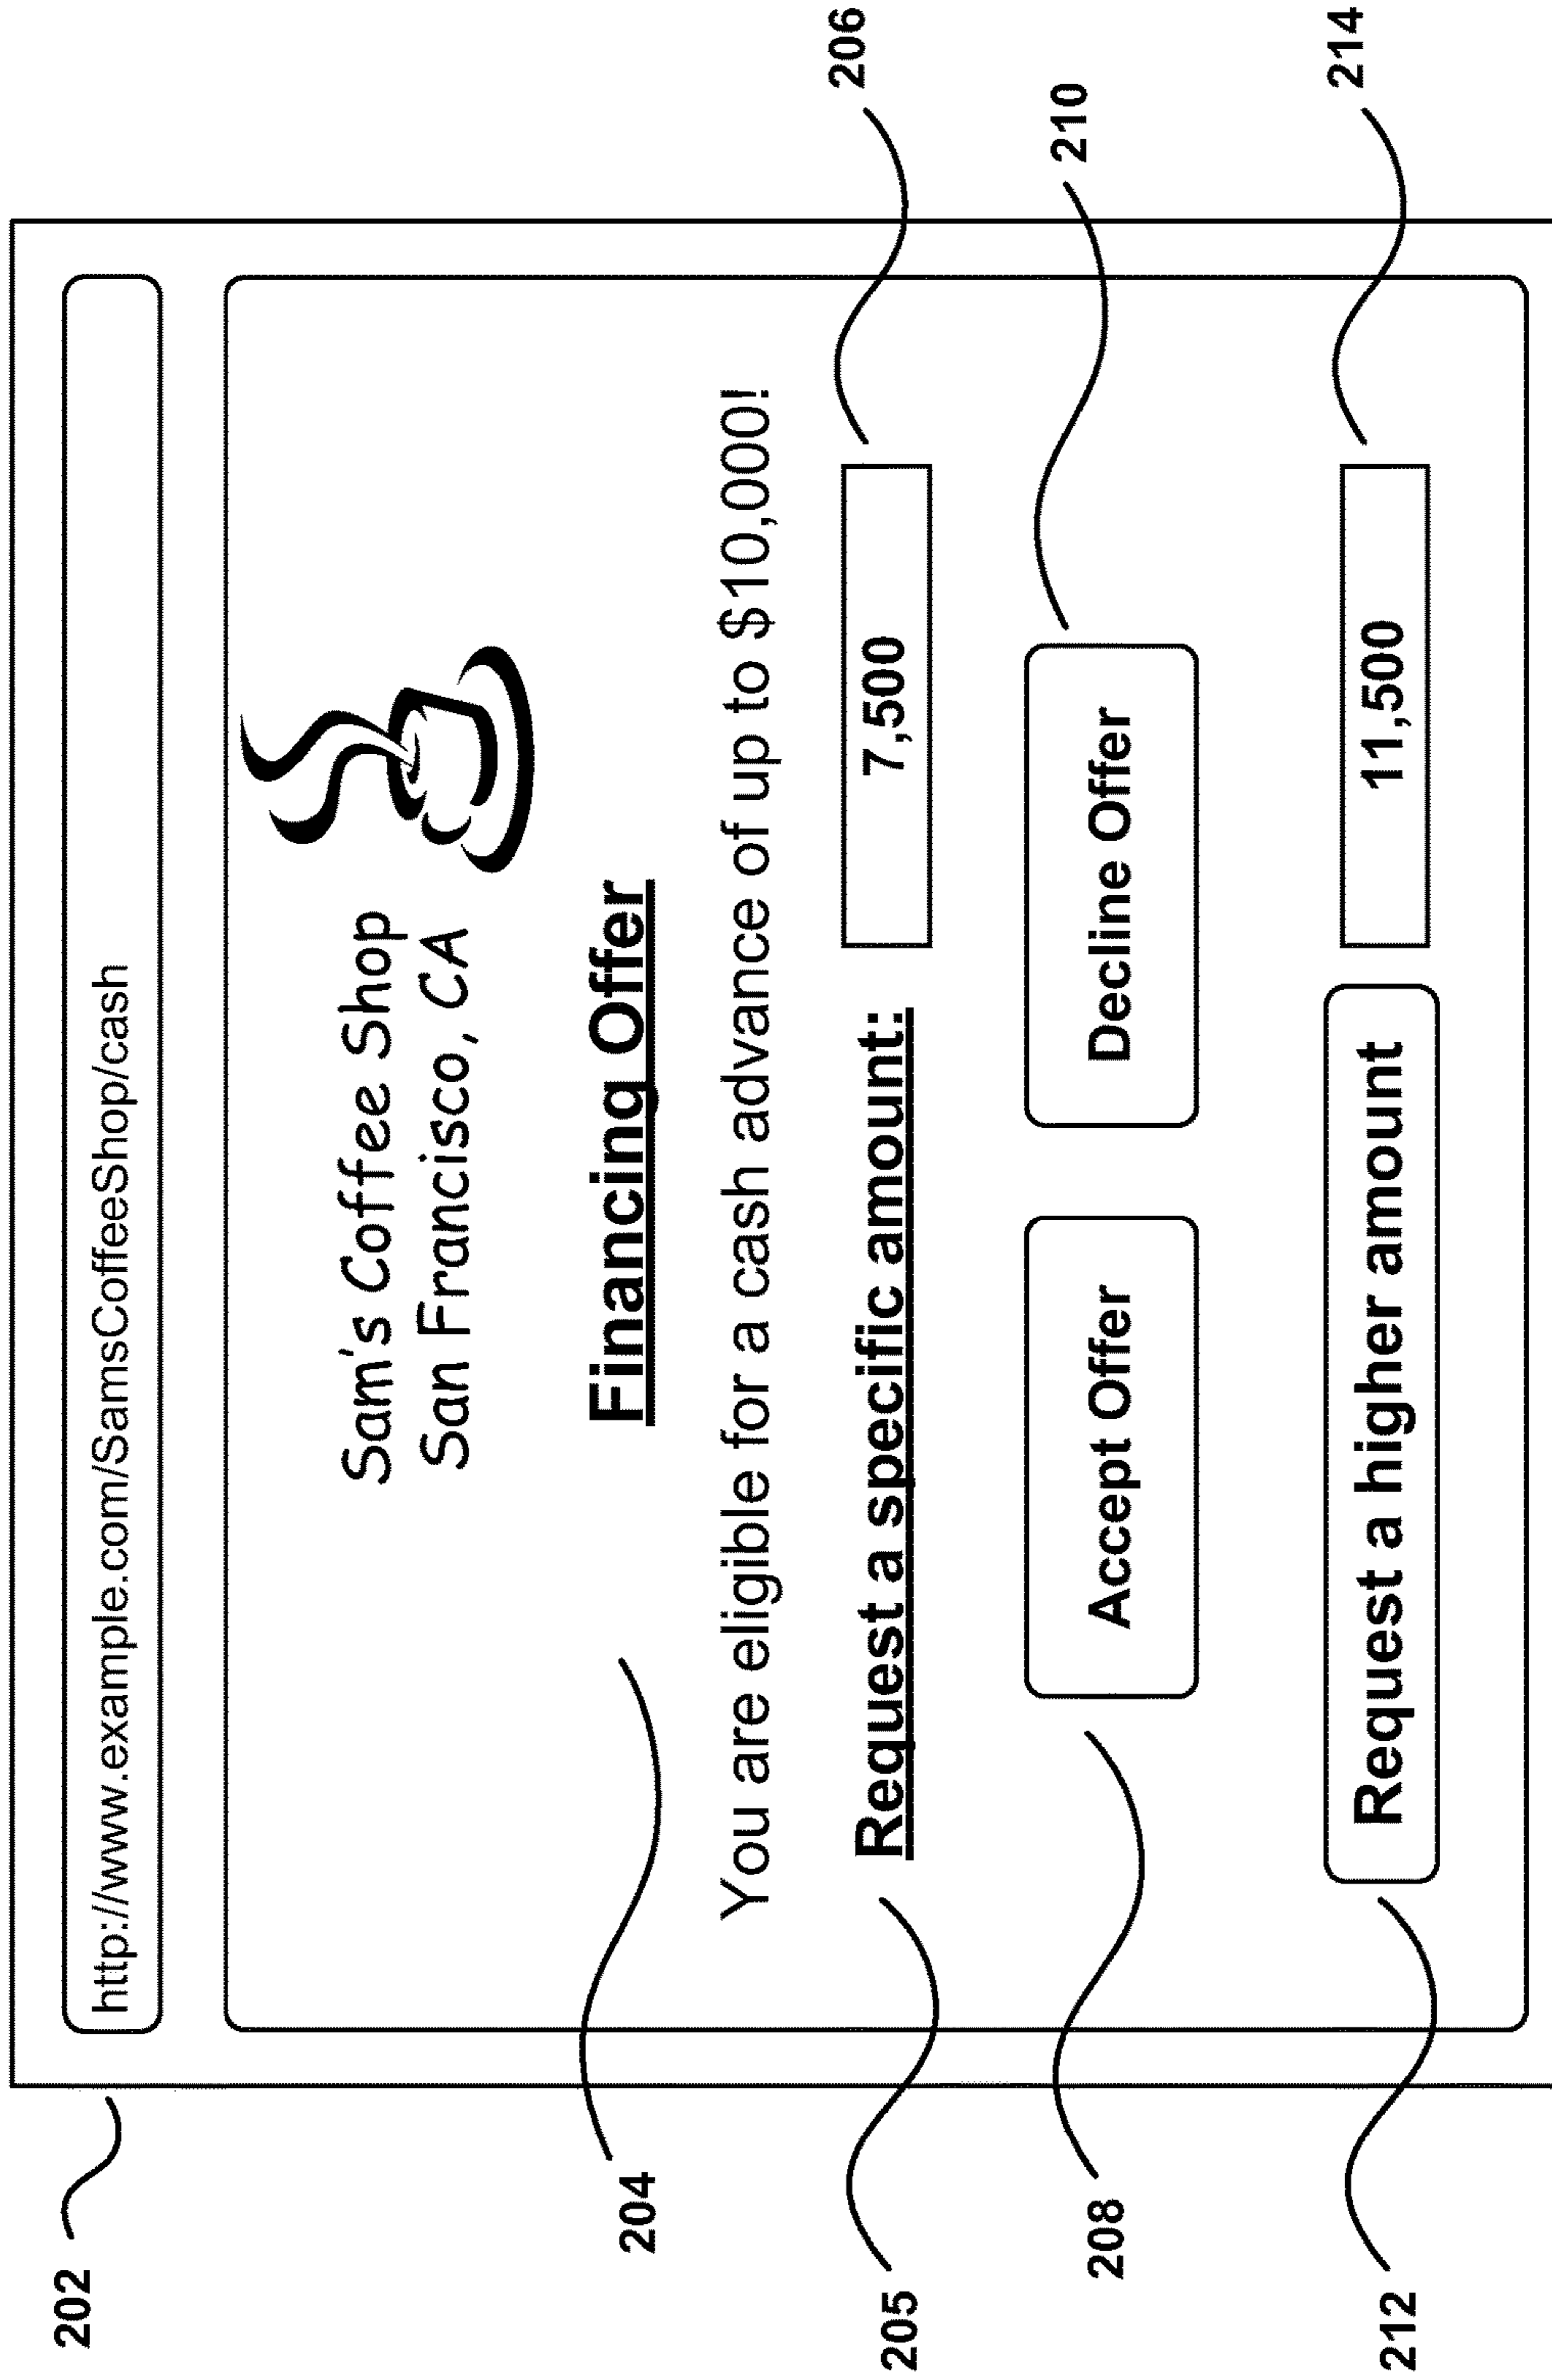 202
http://www.example.com/SamsCoffeeShop/cash
Sam's Coffee Shop
San Francisco, CA
204
Financing Offer
You are eligible for a cash advance of up to $10,000!
205
Request a specific amount:
7,500
206
208
Accept Offer
Decline Offer
210
212
Request a higher amount
11,500
214